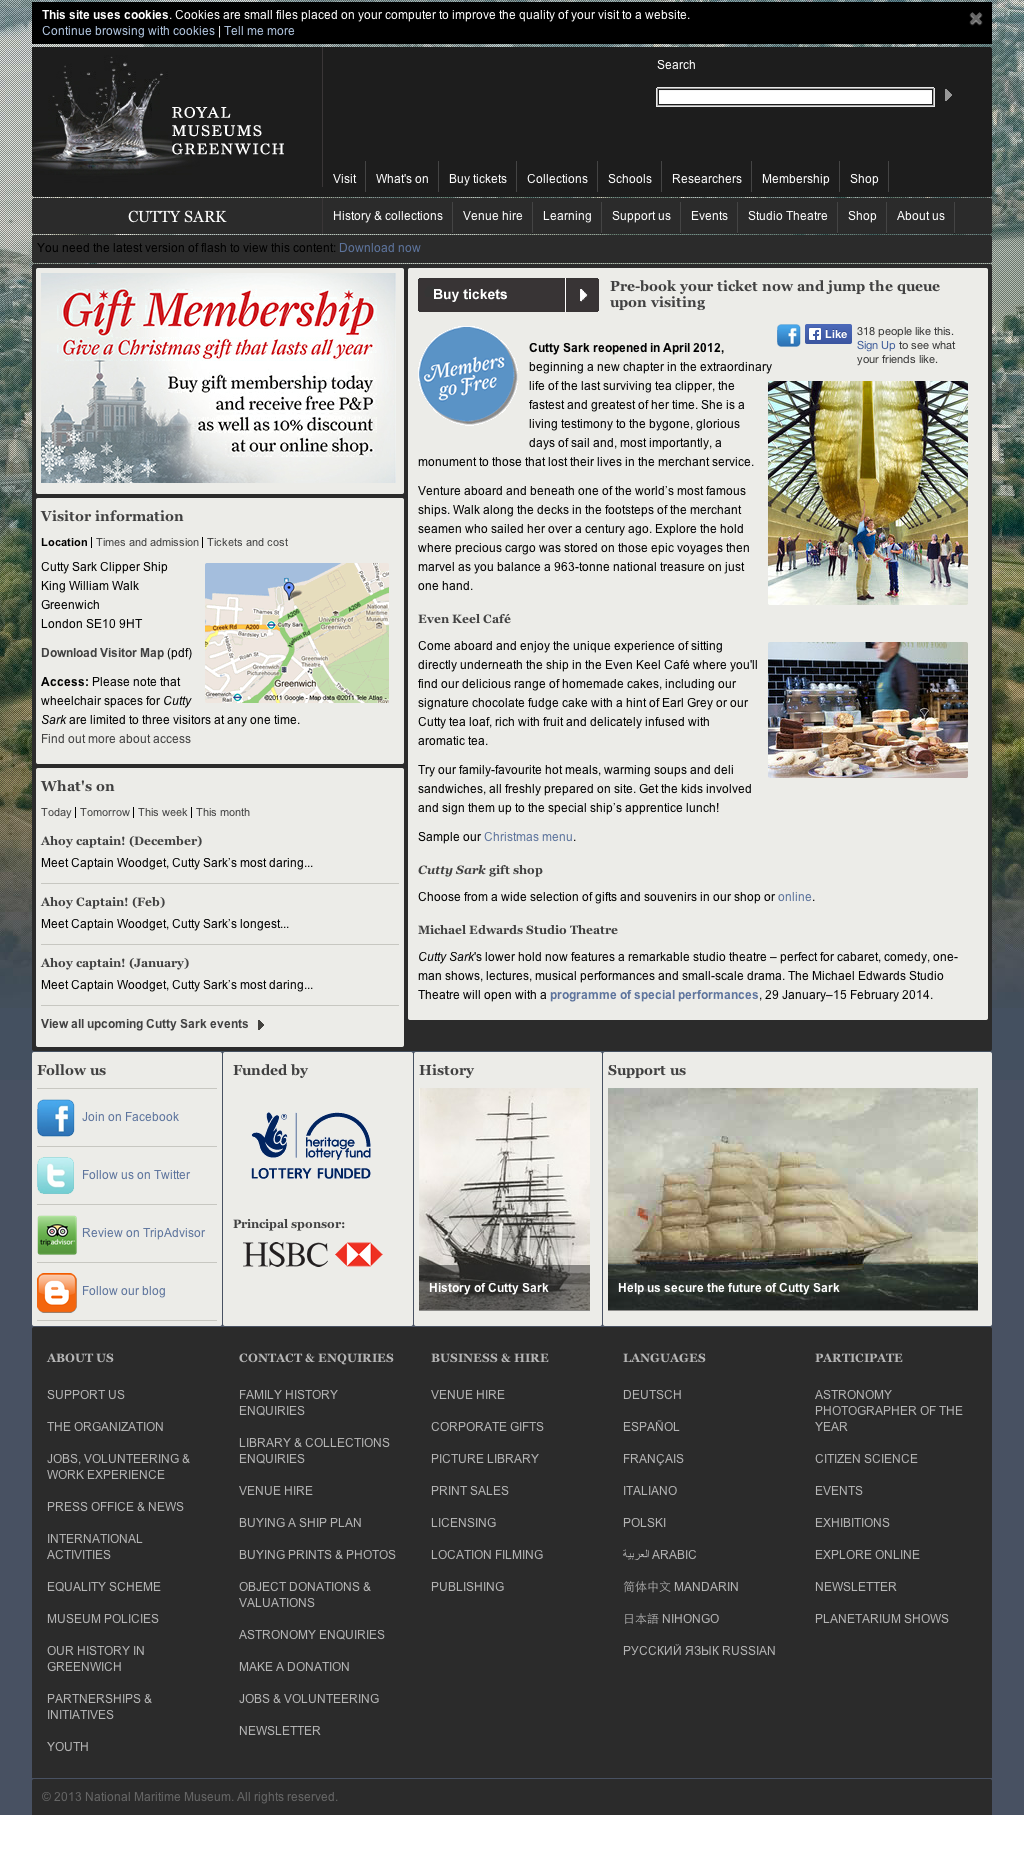 This site uses cookies. Cookies are small files placed on your computer to improve the quality of your visit to a website.
Continue browsing with cookies | Tell me more
Search
ROYAL
MUSEUMS
GREENWICH
Visit What's on Buy tickets Collections Schools Researchers Membership Shop
CUTTY SARK
History & collections Venue hire Learning Support us Events Studio Theatre Shop About us
You need the latest version of flash to view this content: Download now
Gift Membership
Give a Christmas gift that lasts all year
Buy gift membership today
and receive free P&P
as well as 10% discount
at our online shop.
Visitor information
Location | Times and admission | Tickets and cost
Cutty Sark Clipper Ship
King William Walk
Greenwich
London SE10 9HT
Download Visitor Map (pdf)
Access: Please note that
wheelchair spaces for Cutty
Sark are limited to three visitors at any one time.
Find out more about access
Thames St
Creek Rd A200
A200
Cutty Sark
University of
Greenwich
National
Maritime
Museum
Greenwich
Picturehouse
Greenwich
Theatre
Greenwich
©2011 Google - Map data ©2011 Tele Atlas -
What's on
Today | Tomorrow | This week | This month
Ahoy captain! (December)
Meet Captain Woodget, Cutty Sark's most daring...
Ahoy Captain! (Feb)
Meet Captain Woodget, Cutty Sark's longest...
Ahoy captain! (January)
Meet Captain Woodget, Cutty Sark's most daring...
View all upcoming Cutty Sark events
Buy tickets
Pre-book your ticket now and jump the queue
upon visiting
Like
318 people like this.
Sign Up to see what
your friends like.
Members
go Free
Cutty Sark reopened in April 2012,
beginning a new chapter in the extraordinary
life of the last surviving tea clipper, the
fastest and greatest of her time. She is a
living testimony to the bygone, glorious
days of sail and, most importantly, a
monument to those that lost their lives in the merchant service.
Venture aboard and beneath one of the world's most famous
ships. Walk along the decks in the footsteps of the merchant
seamen who sailed her over a century ago. Explore the hold
where precious cargo was stored on those epic voyages then
marvel as you balance a 963-tonne national treasure on just
one hand.
Even Keel Café
Come aboard and enjoy the unique experience of sitting
directly underneath the ship in the Even Keel Café where you'll
find our delicious range of homemade cakes, including our
signature chocolate fudge cake with a hint of Earl Grey or our
Cutty tea loaf, rich with fruit and delicately infused with
aromatic tea.
Try our family-favourite hot meals, warming soups and deli
sandwiches, all freshly prepared on site. Get the kids involved
and sign them up to the special ship's apprentice lunch!
Sample our Christmas menu.
Cutty Sark gift shop
Choose from a wide selection of gifts and souvenirs in our shop or online.
Michael Edwards Studio Theatre
Cutty Sark's lower hold now features a remarkable studio theatre – perfect for cabaret, comedy, one-
man shows, lectures, musical performances and small-scale drama. The Michael Edwards Studio
Theatre will open with a programme of special performances, 29 January–15 February 2014.
Follow us
Join on Facebook
Follow us on Twitter
tripadvisor
Review on TripAdvisor
Follow our blog
Funded by
heritage
lottery fund
LOTTERY FUNDED
Principal sponsor:
HSBC
History
History of Cutty Sark
Support us
Help us secure the future of Cutty Sark
ABOUT US
SUPPORT US
THE ORGANIZATION
JOBS, VOLUNTEERING &
WORK EXPERIENCE
PRESS OFFICE & NEWS
INTERNATIONAL
ACTIVITIES
EQUALITY SCHEME
MUSEUM POLICIES
OUR HISTORY IN
GREENWICH
PARTNERSHIPS &
INITIATIVES
YOUTH
CONTACT & ENQUIRIES
FAMILY HISTORY
ENQUIRIES
LIBRARY & COLLECTIONS
ENQUIRIES
VENUE HIRE
BUYING A SHIP PLAN
BUYING PRINTS & PHOTOS
OBJECT DONATIONS &
VALUATIONS
ASTRONOMY ENQUIRIES
MAKE A DONATION
JOBS & VOLUNTEERING
NEWSLETTER
BUSINESS & HIRE
VENUE HIRE
CORPORATE GIFTS
PICTURE LIBRARY
PRINT SALES
LICENSING
LOCATION FILMING
PUBLISHING
LANGUAGES
DEUTSCH
ESPAÑOL
FRANÇAIS
ITALIANO
POLSKI
العربية ARABIC
简体中文 MANDARIN
日本語 NIHONGO
РУССКИЙ ЯЗЫК RUSSIAN
PARTICIPATE
ASTRONOMY
PHOTOGRAPHER OF THE
YEAR
CITIZEN SCIENCE
EVENTS
EXHIBITIONS
EXPLORE ONLINE
NEWSLETTER
PLANETARIUM SHOWS
© 2013 National Maritime Museum. All rights reserved.